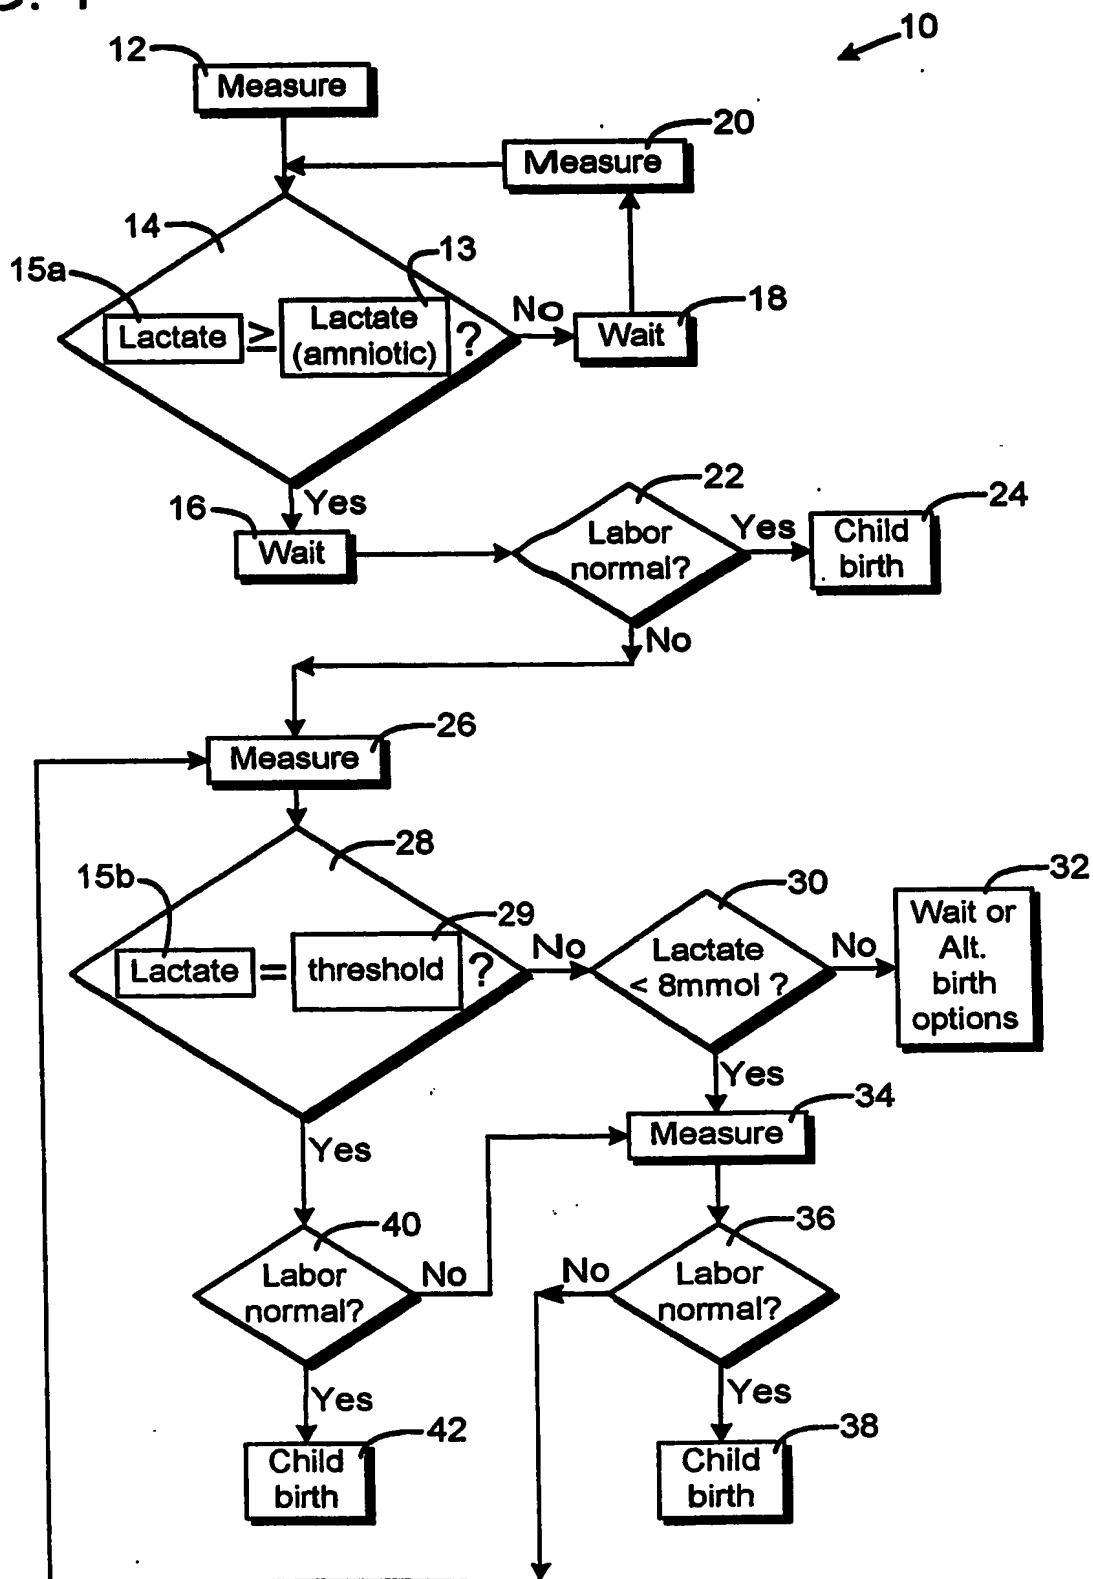 10
12
Measure
20
Measure
14
13
15a
Lactate
≥
Lactate
(amniotic)
?
No
18
Wait
Yes
16
Wait
22
Labor
normal?
Yes
24
Child
birth
No
26
Measure
28
15b
29
Lactate
=
threshold
?
No
30
Lactate
< 8mmol ?
No
32
Wait or
Alt.
birth
options
Yes
34
Measure
Yes
40
Labor
normal?
No
36
Labor
normal?
No
Yes
42
Child
birth
Yes
38
Child
birth